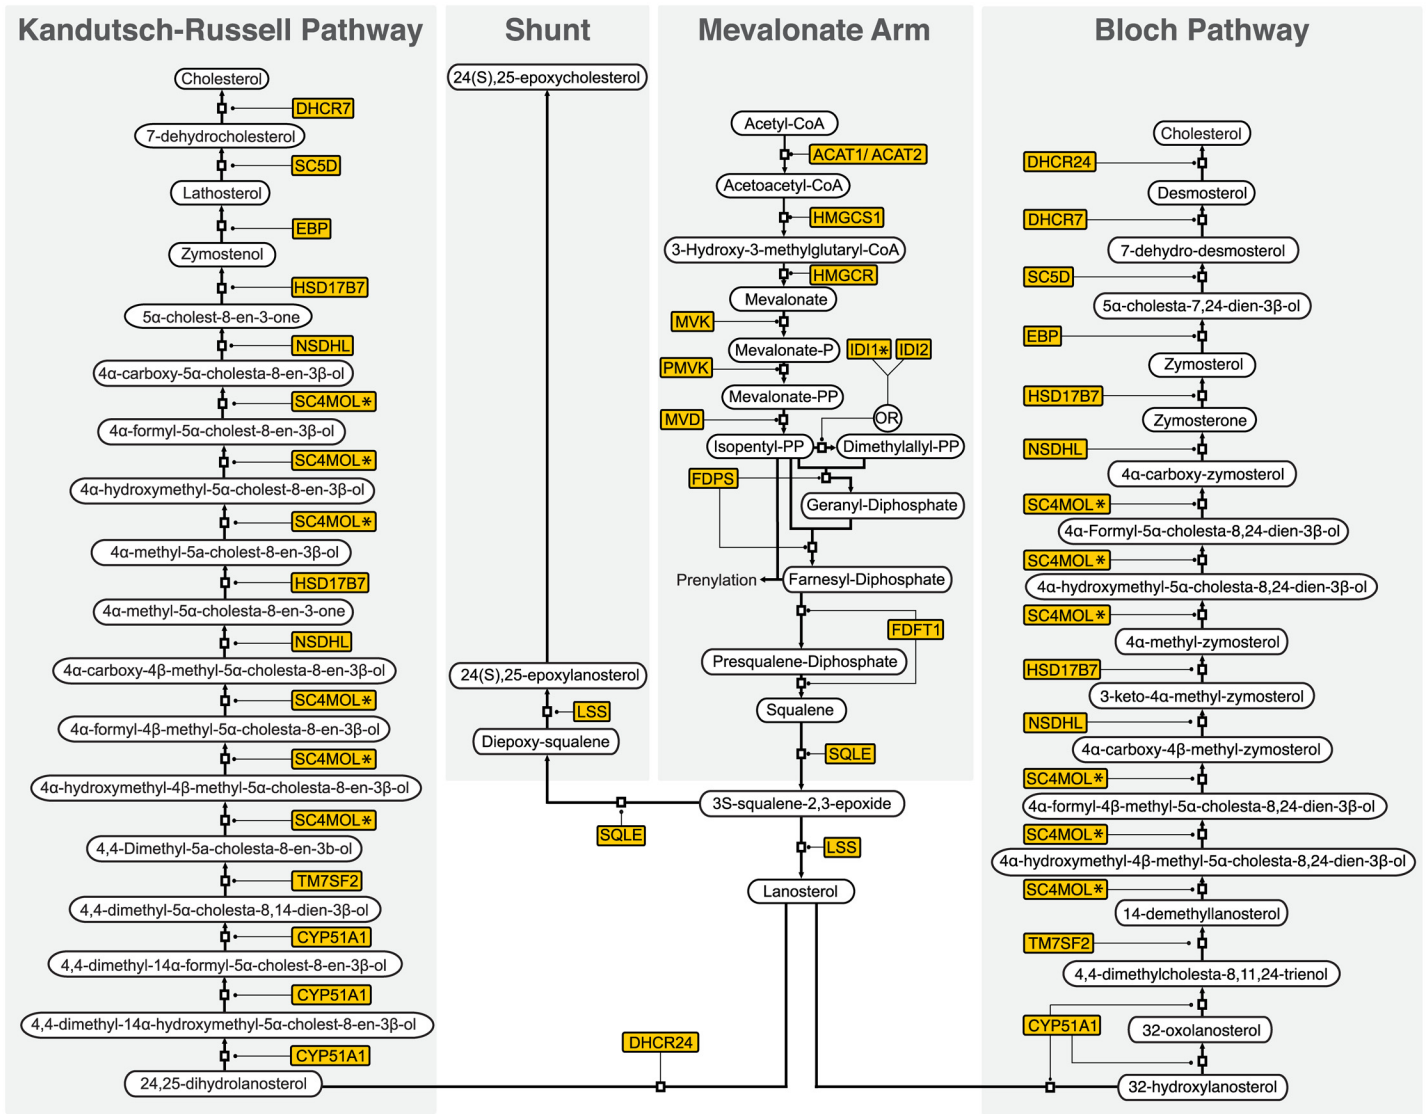 Kandutsch-Russell Pathway
Cholesterol
DHCR7
7-dehydrocholesterol
SC5D
Lathosterol
EBP
Zymostenol
HSD17B7
5α-cholest-8-en-3-one
NSDHL
4α-carboxy-5α-cholesta-8-en-3β-ol
SC4MOL*
4α-formyl-5α-cholest-8-en-3β-ol
SC4MOL*
4α-hydroxymethyl-5α-cholest-8-en-3β-ol
SC4MOL*
4α-methyl-5a-cholest-8-en-3β-ol
HSD17B7
4α-methyl-5α-cholesta-8-en-3-one
NSDHL
4α-carboxy-4β-methyl-5α-cholesta-8-en-3β-ol
SC4MOL*
4α-formyl-4β-methyl-5α-cholesta-8-en-3β-ol
SC4MOL*
4α-hydroxymethyl-4β-methyl-5α-cholesta-8-en-3β-ol
SC4MOL*
4,4-Dimethyl-5a-cholesta-8-en-3b-ol
TM7SF2
4,4-dimethyl-5α-cholesta-8,14-dien-3β-ol
CYP51A1
4,4-dimethyl-14α-formyl-5α-cholest-8-en-3β-ol
CYP51A1
4,4-dimethyl-14α-hydroxymethyl-5α-cholest-8-en-3β-ol
CYP51A1
24,25-dihydrolanosterol
Shunt
24(S),25-epoxycholesterol
24(S),25-epoxylanosterol
LSS
Diepoxy-squalene
SQLE
DHCR24
Mevalonate Arm
Acetyl-CoA
ACAT1/ ACAT2
Acetoacetyl-CoA
HMGCS1
3-Hydroxy-3-methylglutaryl-CoA
HMGCR
Mevalonate
MVK
Mevalonate-P
IDI1*
IDI2
PMVK
Mevalonate-PP
MVD
OR
Isopentyl-PP
Dimethylallyl-PP
FDPS
Geranyl-Diphosphate
Prenylation
Farnesyl-Diphosphate
FDFT1
Presqualene-Diphosphate
Squalene
SQLE
3S-squalene-2,3-epoxide
LSS
Lanosterol
Bloch Pathway
Cholesterol
DHCR24
Desmosterol
DHCR7
7-dehydro-desmosterol
SC5D
5α-cholesta-7,24-dien-3β-ol
EBP
Zymosterol
HSD17B7
Zymosterone
NSDHL
4α-carboxy-zymosterol
SC4MOL*
4α-Formyl-5α-cholesta-8,24-dien-3β-ol
SC4MOL*
4α-hydroxymethyl-5α-cholesta-8,24-dien-3β-ol
SC4MOL*
4α-methyl-zymosterol
HSD17B7
3-keto-4α-methyl-zymosterol
NSDHL
4α-carboxy-4β-methyl-zymosterol
SC4MOL*
4α-formyl-4β-methyl-5α-cholesta-8,24-dien-3β-ol
SC4MOL*
4α-hydroxymethyl-4β-methyl-5α-cholesta-8,24-dien-3β-ol
SC4MOL*
14-demethyllanosterol
TM7SF2
4,4-dimethylcholesta-8,11,24-trienol
CYP51A1
32-oxolanosterol
32-hydroxylanosterol